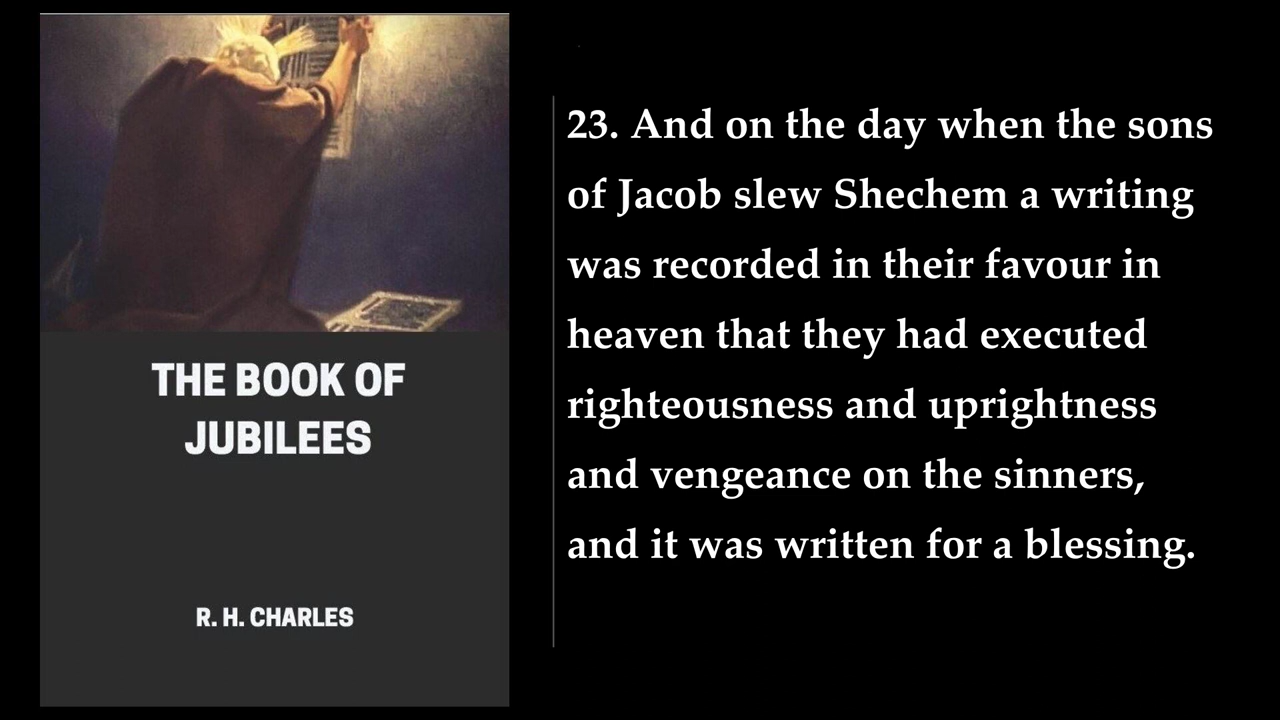 THE BOOK OF
JUBILEES
R. H. CHARLES
23. And on the day when the sons
of Jacob slew Shechem a writing
was recorded in their favour in
heaven that they had executed
righteousness and uprightness
and vengeance on the sinners,
and it was written for a blessing.